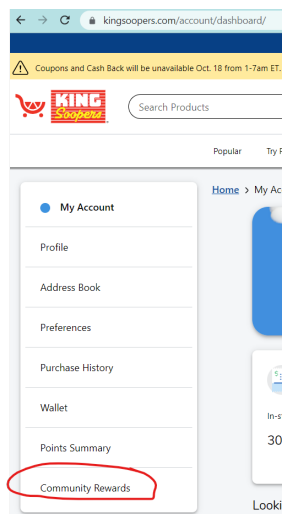 kingsoopers.com/account/dashboard/
Coupons and Cash Back will be unavailable Oct. 18 from 1-7am ET.
KING
Soopers
Search Products
Popular Try
Home > My Ac
My Account
Profile
Address Book
Preferences
Purchase History
Wallet
Points Summary
Community Rewards
5
In-s
30
Looki